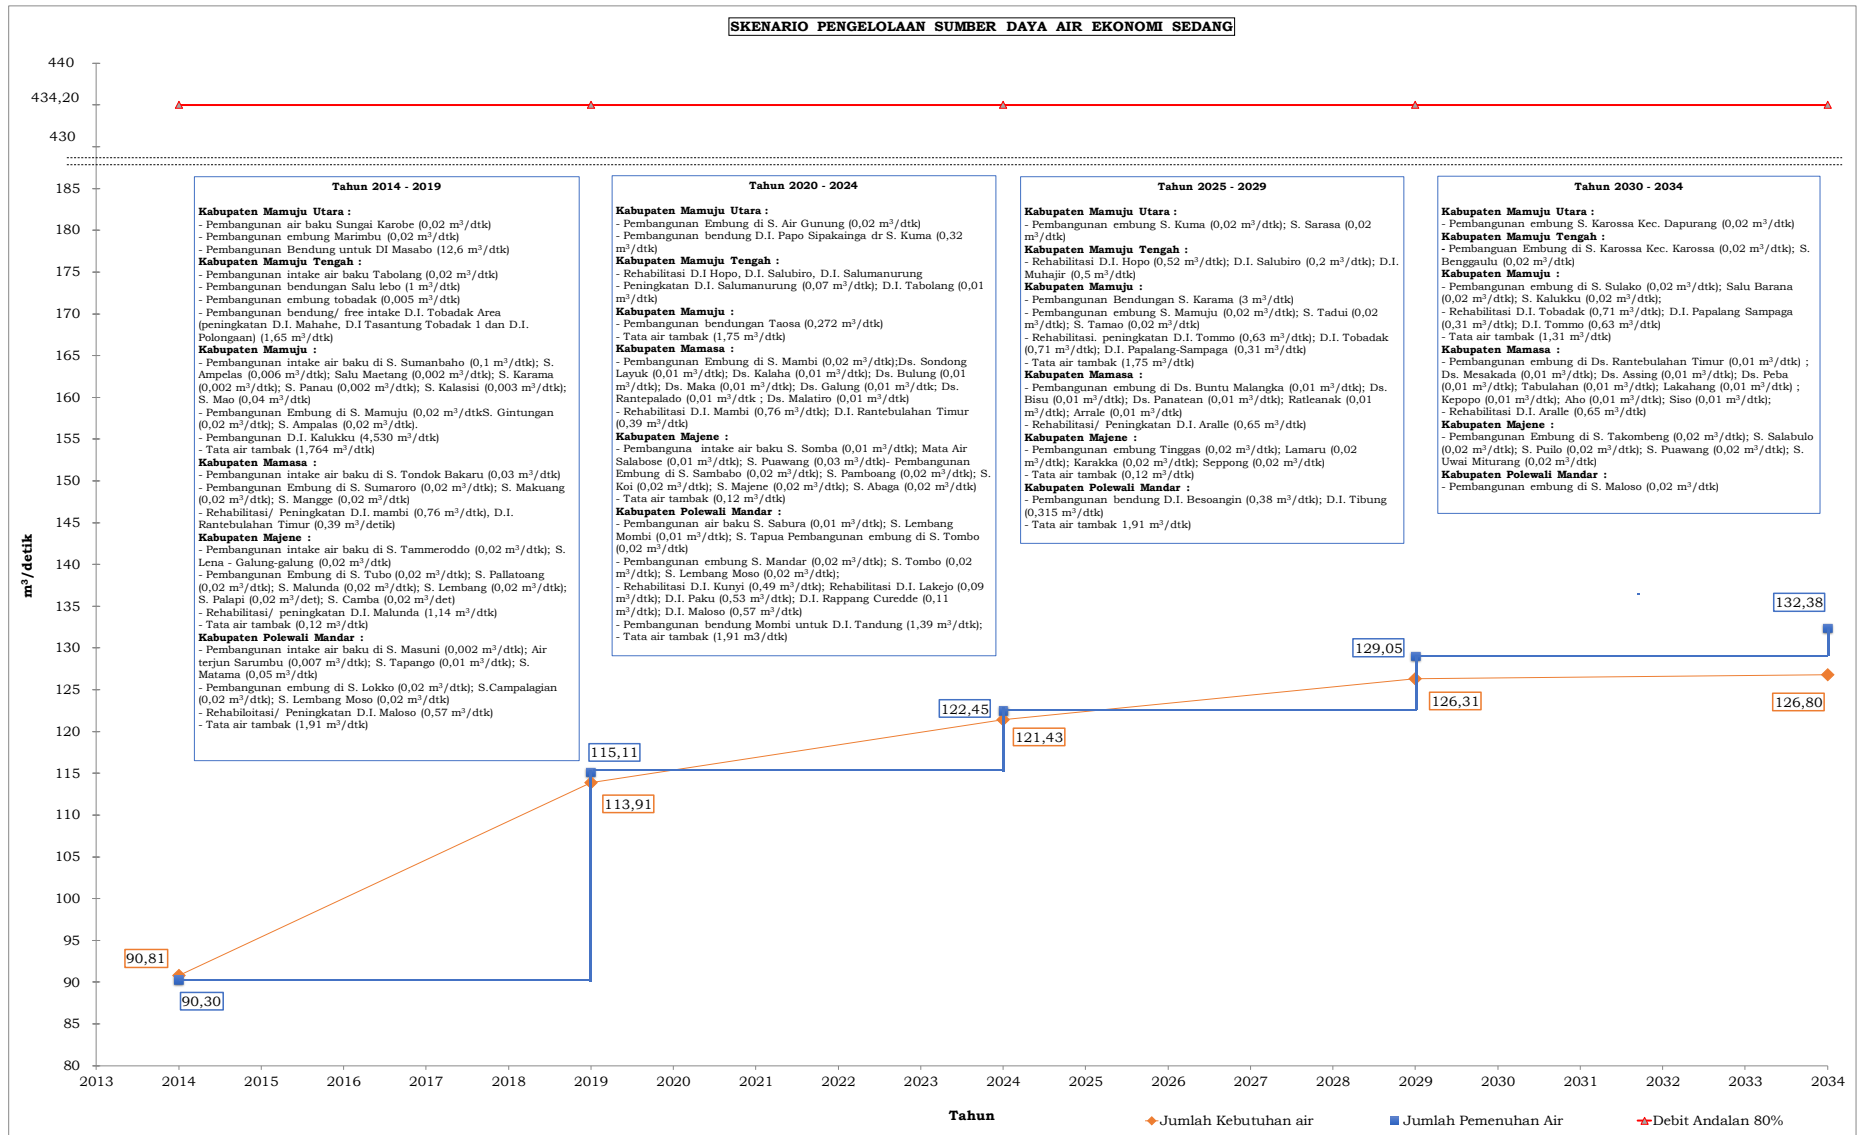 SKENARIO PENGELOLAAN SUMBER DAYA AIR EKONOMI SEDANG
440
434,20
430
185
180
175
170
165
160
155
150
145
140
135
130
125
120
115
110
105
100
95
90
85
80
m³/detik
Tahun 2014 - 2019
Kabupaten Mamuju Utara :
- Pembangunan air baku Sungai Karobe (0,02 m³/dtk)
- Pembangunan embung Marimbu (0,02 m³/dtk)
- Pembangunan Bendung untuk DI Masabo (12,6 m³/dtk)
Kabupaten Mamuju Tengah :
- Pembangunan intake air baku Tabolang (0,02 m³/dtk)
- Pembangunan bendungan Salu lebo (1 m³/dtk)
- Pembangunan embung tobadak (0,005 m³/dtk)
- Pembangunan bendung/ free intake D.I. Tobadak Area
(peningkatan D.I. Mahahe, D.I Tasantung Tobadak 1 dan D.I.
Polongaan) (1,65 m³/dtk)
Kabupaten Mamuju :
- Pembangunan intake air baku di S. Sumanbaho (0,1 m³/dtk); S.
Ampelas (0,006 m³/dtk); Salu Maetang (0,002 m³/dtk); S. Karama
(0,002 m³/dtk); S. Panau (0,002 m³/dtk); S. Kalasisi (0,003 m³/dtk);
S. Mao (0,04 m³/dtk)
- Pembangunan Embung di S. Mamuju (0,02 m³/dtkS. Gintungan
(0,02 m³/dtk); S. Ampalas (0,02 m³/dtk).
- Pembangunan D.I. Kalukku (4,530 m³/dtk)
- Tata air tambak (1,764 m³/dtk)
Kabupaten Mamasa :
- Pembangunan intake air baku di S. Tondok Bakaru (0,03 m³/dtk)
- Pembangunan Embung di S. Sumaroro (0,02 m³/dtk); S. Makuang
(0,02 m³/dtk); S. Mangge (0,02 m³/dtk)
- Rehabilitasi/ Peningkatan D.I. mambi (0,76 m³/dtk), D.I.
Rantebulahan Timur (0,39 m³/detik)
Kabupaten Majene :
- Pembangunan intake air baku di S. Tammeroddo (0,02 m³/dtk); S.
Lena - Galung-galung (0,02 m³/dtk)
- Pembangunan Embung di S. Tubo (0,02 m³/dtk); S. Pallatoang
(0,02 m³/dtk); S. Malunda (0,02 m³/dtk); S. Lembang (0,02 m³/dtk);
S. Palapi (0,02 m³/det); S. Camba (0,02 m³/det)
- Rehabilitasi/ peningkatan D.I. Malunda (1,14 m³/dtk)
- Tata air tambak (0,12 m³/dtk)
Kabupaten Polewali Mandar :
- Pembangunan intake air baku di S. Masuni (0,002 m³/dtk); Air
terjun Sarumbu (0,007 m³/dtk); S. Tapango (0,01 m³/dtk); S.
Matama (0,05 m³/dtk)
- Pembangunan embung di S. Lokko (0,02 m³/dtk); S.Campalagian
(0,02 m³/dtk); S. Lembang Moso (0,02 m³/dtk)
- Rehabiloitasi/ Peningkatan D.I. Maloso (0,57 m³/dtk)
- Tata air tambak (1,91 m³/dtk)
Tahun 2020 - 2024
Kabupaten Mamuju Utara :
- Pembangunan Embung di S. Air Gunung (0,02 m³/dtk)
- Pembangunan bendung D.I. Papo Sipakainga dr S. Kuma (0,32
m³/dtk)
Kabupaten Mamuju Tengah :
- Rehabilitasi D.I Hopo, D.I. Salubiro, D.I. Salumanurung
- Peningkatan D.I. Salumanurung (0,07 m³/dtk); D.I. Tabolang (0,01
m³/dtk)
Kabupaten Mamuju :
- Pembangunan bendungan Taosa (0,272 m³/dtk)
- Tata air tambak (1,75 m³/dtk)
Kabupaten Mamasa :
- Pembangunan Embung di S. Mambi (0,02 m³/dtk);Ds. Sondong
Layuk (0,01 m³/dtk); Ds. Kalaha (0,01 m³/dtk); Ds. Bulung (0,01
m³/dtk); Ds. Maka (0,01 m³/dtk); Ds. Galung (0,01 m³/dtk; Ds.
Rantepalado (0,01 m³/dtk ; Ds. Malatiro (0,01 m³/dtk)
- Rehabilitasi D.I. Mambi (0,76 m³/dtk); D.I. Rantebulahan Timur
(0,39 m³/dtk)
Kabupaten Majene :
- Pembanguna intake air baku S. Somba (0,01 m³/dtk); Mata Air
Salabose (0,01 m³/dtk); S. Puawang (0,03 m³/dtk)- Pembangunan
Embung di S. Sambabo (0,02 m³/dtk); S. Pamboang (0,02 m³/dtk); S.
Koi (0,02 m³/dtk); S. Majene (0,02 m³/dtk); S. Abaga (0,02 m³/dtk)
- Tata air tambak (0,12 m³/dtk)
Kabupaten Polewali Mandar :
- Pembangunan air baku S. Sabura (0,01 m³/dtk); S. Lembang
Mombi (0,01 m³/dtk); S. Tapua Pembangunan embung di S. Tombo
(0,02 m³/dtk)
- Pembangunan embung S. Mandar (0,02 m³/dtk); S. Tombo (0,02
m³/dtk); S. Lembang Moso (0,02 m³/dtk);
- Rehabilitasi D.I. Kunyi (0,49 m³/dtk); Rehabilitasi D.I. Lakejo (0,09
m³/dtk); D.I. Paku (0,53 m³/dtk); D.I. Rappang Curedde (0,11
m³/dtk); D.I. Maloso (0,57 m³/dtk)
- Pembangunan bendung Mombi untuk D.I. Tandung (1,39 m³/dtk);
- Tata air tambak (1,91 m3/dtk)
Tahun 2025 - 2029
Kabupaten Mamuju Utara :
- Pembangunan embung S. Kuma (0,02 m³/dtk); S. Sarasa (0,02
m³/dtk)
Kabupaten Mamuju Tengah :
- Rehabilitasi D.I. Hopo (0,52 m³/dtk); D.I. Salubiro (0,2 m³/dtk); D.I.
Muhajir (0,5 m³/dtk)
Kabupaten Mamuju :
- Pembangunan Bendungan S. Karama (3 m³/dtk)
- Pembangunan embung S. Mamuju (0,02 m³/dtk); S. Tadui (0,02
m³/dtk); S. Tamao (0,02 m³/dtk)
- Rehabilitasi. peningkatan D.I. Tommo (0,63 m³/dtk); D.I. Tobadak
(0,71 m³/dtk); D.I. Papalang-Sampaga (0,31 m³/dtk)
- Tata air tambak (1,75 m³/dtk)
Kabupaten Mamasa :
- Pembangunan embung di Ds. Buntu Malangka (0,01 m³/dtk); Ds.
Bisu (0,01 m³/dtk); Ds. Panatean (0,01 m³/dtk); Ratleanak (0,01
m³/dtk); Arrale (0,01 m³/dtk)
- Rehabilitasi/ Peningkatan D.I. Aralle (0,65 m³/dtk)
Kabupaten Majene :
- Pembangunan embung Tinggas (0,02 m³/dtk); Lamaru (0,02
m³/dtk); Karakka (0,02 m³/dtk); Seppong (0,02 m³/dtk)
- Tata air tambak (0,12 m³/dtk)
Kabupaten Polewali Mandar :
- Pembangunan bendung D.I. Besoangin (0,38 m³/dtk); D.I. Tibung
(0,315 m³/dtk)
- Tata air tambak 1,91 m³/dtk)
Tahun 2030 - 2034
Kabupaten Mamuju Utara :
- Pembangunan embung S. Karossa Kec. Dapurang (0,02 m³/dtk)
Kabupaten Mamuju Tengah :
- Pembanguan Embung di S. Karossa Kec. Karossa (0,02 m³/dtk); S.
Benggaulu (0,02 m³/dtk)
Kabupaten Mamuju :
- Pembangunan embung di S. Sulako (0,02 m³/dtk); Salu Barana
(0,02 m³/dtk); S. Kalukku (0,02 m³/dtk);
- Rehabilitasi D.I. Tobadak (0,71 m³/dtk); D.I. Papalang Sampaga
(0,31 m³/dtk); D.I. Tommo (0,63 m³/dtk
- Tata air tambak (1,31 m³/dtk)
Kabupaten Mamasa :
- Pembangunan embung di Ds. Rantebulahan Timur (0,01 m³/dtk) ;
Ds. Mesakada (0,01 m³/dtk); Ds. Assing (0,01 m³/dtk); Ds. Peba
(0,01 m³/dtk); Tabulahan (0,01 m³/dtk); Lakahang (0,01 m³/dtk) ;
Kepopo (0,01 m³/dtk); Aho (0,01 m³/dtk); Siso (0,01 m³/dtk);
- Rehabilitasi D.I. Aralle (0,65 m³/dtk)
Kabupaten Majene :
- Pembangunan Embung di S. Takombeng (0,02 m³/dtk); S. Salabulo
(0,02 m³/dtk); S. Puilo (0,02 m³/dtk); S. Puawang (0,02 m³/dtk); S.
Uwai Miturang (0,02 m³/dtk)
Kabupaten Polewali Mandar :
- Pembangunan embung di S. Maloso (0,02 m³/dtk)
90,81
90,30
115,11
113,91
122,45
121,43
129,05
126,31
132,38
126,80
2013 2014 2015 2016 2017 2018 2019 2020 2021 2022 2023 2024 2025 2026 2027 2028 2029 2030 2031 2032 2033 2034
Tahun
Jumlah Kebutuhan air
Jumlah Pemenuhan Air
Debit Andalan 80%